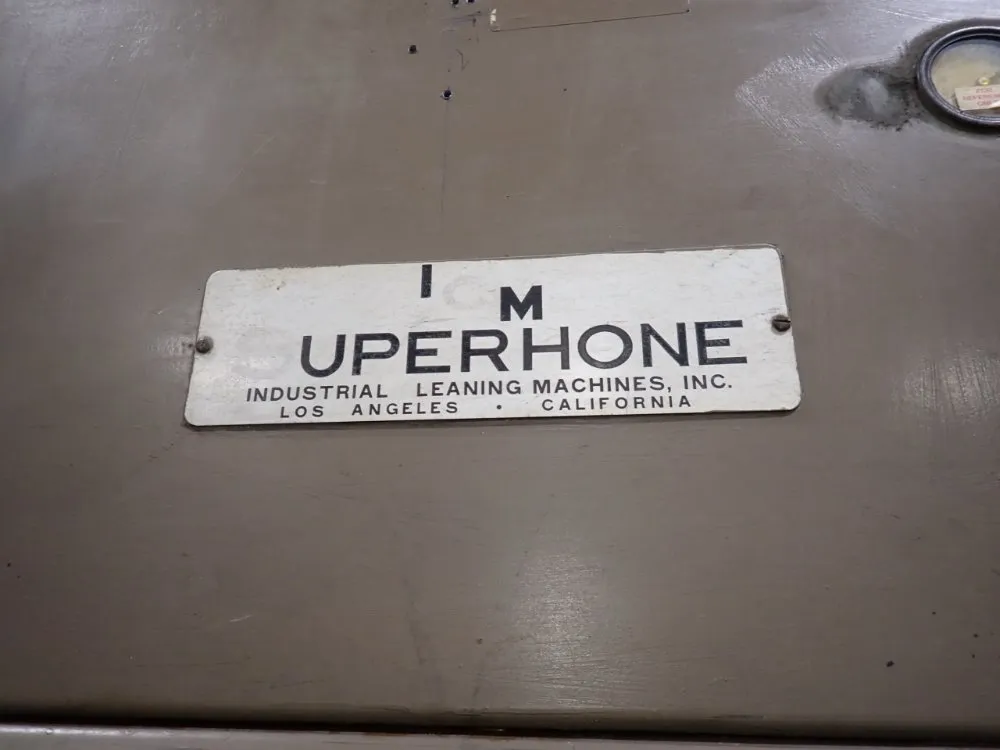 I M
UPERHONE
INDUSTRIAL LEANING MACHINES, INC.
LOS ANGELES • CALIFORNIA